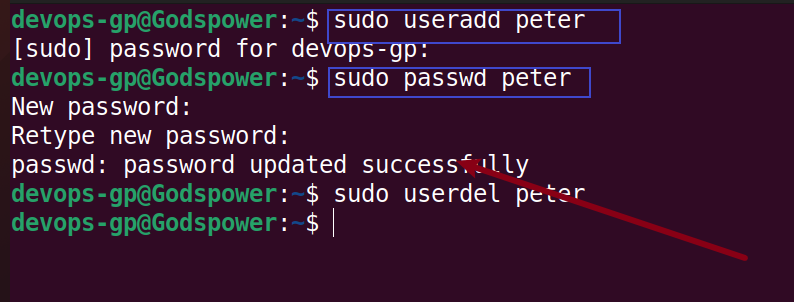 devops-gp@Godspower:~$ sudo useradd peter
[sudo] password for devops-gp:
devops-gp@Godspower:~$ sudo passwd peter
New password:
Retype new password:
passwd: password updated successfully
devops-gp@Godspower:~$ sudo userdel peter
devops-gp@Godspower:~$